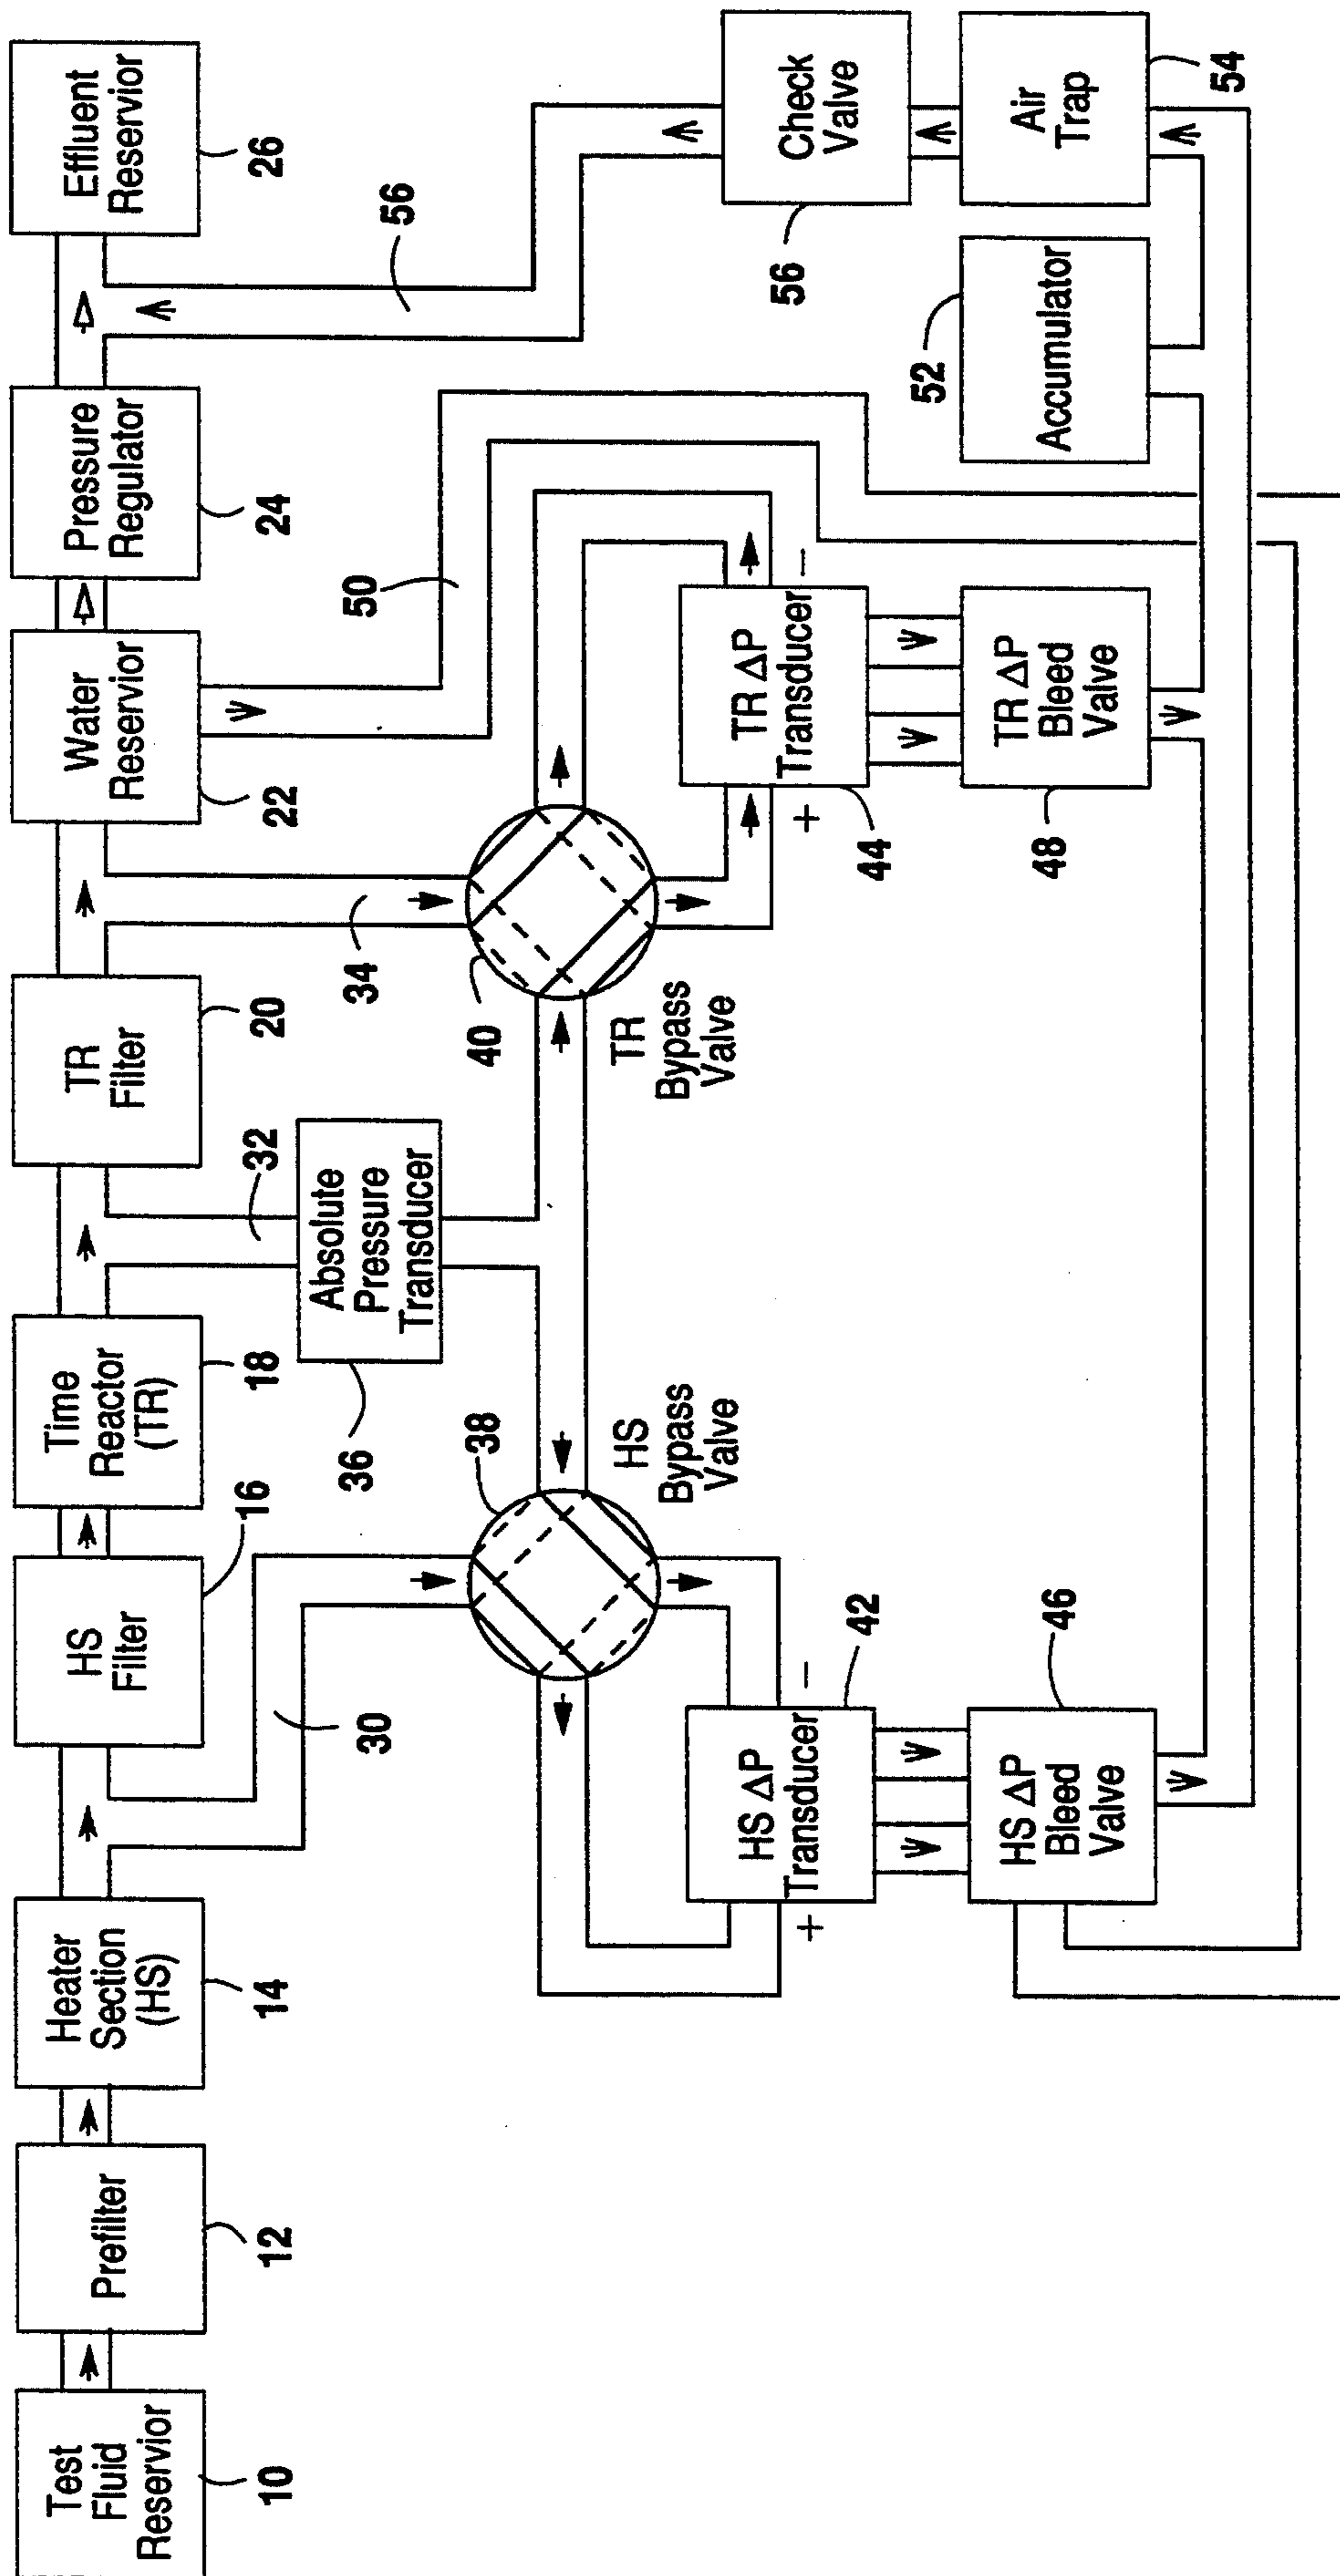 Test
Fluid
Reservior
10
Prefilter
12
Heater
Section
(HS)
14
HS
Filter
16
Time
Reactor
(TR)
18
TR
Filter
20
Water
Reservior
22
Pressure
Regulator
24
Effluent
Reservior
26
30
32
34
56
50
Absolute
Pressure
Transducer
36
38
HS
Bypass
Valve
40
TR
Bypass
Valve
HS ΔP
Transducer
+
−
42
TR ΔP
Transducer
+
−
44
HS ΔP
Bleed
Valve
46
TR ΔP
Bleed
Valve
48
Accumulator
52
Check
Valve
56
Air
Trap
54